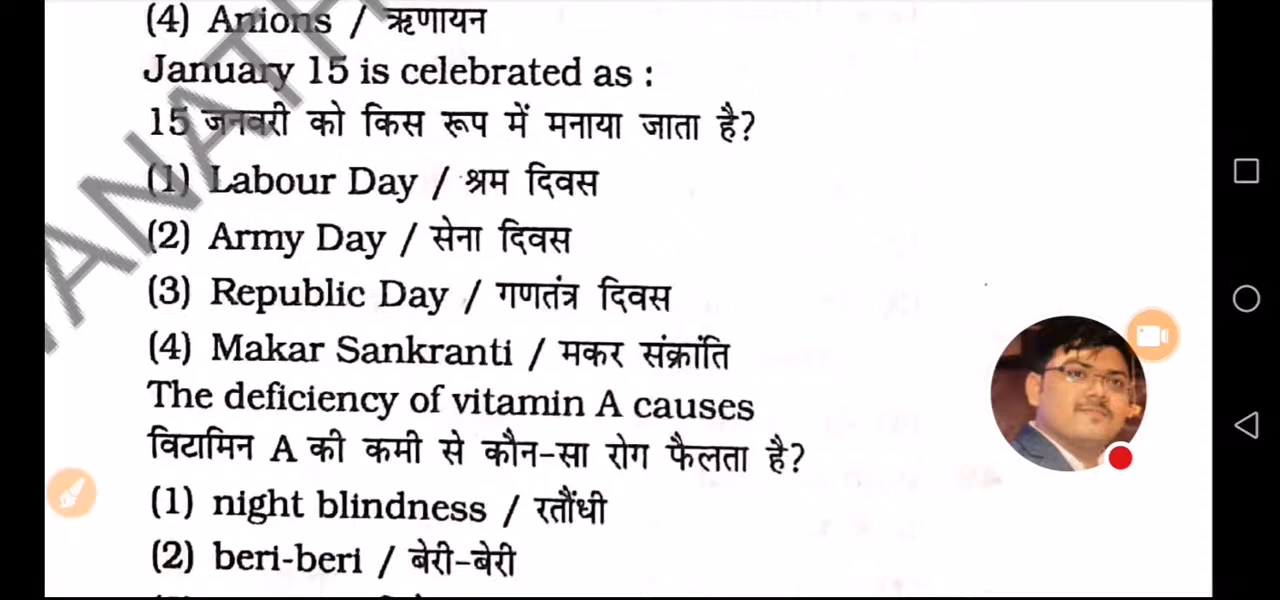 (4) Anions / ऋणायन
January 15 is celebrated as :
15 जनवरी को किस रूप में मनाया जाता है?
(1) Labour Day / श्रम दिवस
(2) Army Day / सेना दिवस
(3) Republic Day / गणतंत्र दिवस
(4) Makar Sankranti / मकर संक्रांति
The deficiency of vitamin A causes
विटामिन A की कमी से कौन-सा रोग फैलता है?
(1) night blindness / रतौंधी
(2) beri-beri / बेरी-बेरी